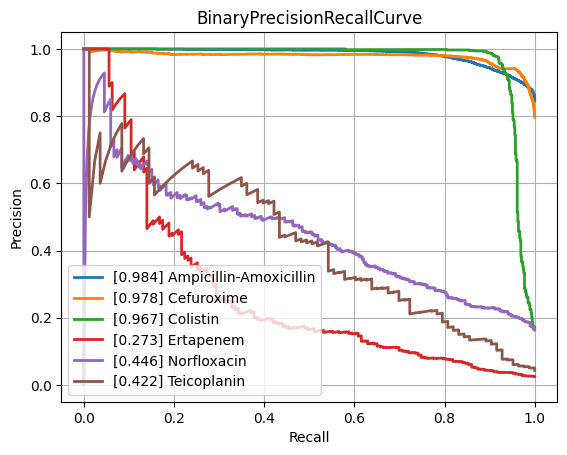 BinaryPrecisionRecallCurve
Precision
1.0
0.8
0.6
0.4
0.2
0.0
[0.984] Ampicillin-Amoxicillin
[0.978] Cefuroxime
[0.967] Colistin
[0.273] Ertapenem
[0.446] Norfloxacin
[0.422] Teicoplanin
0.0 0.2 0.4 0.6 0.8 1.0
Recall